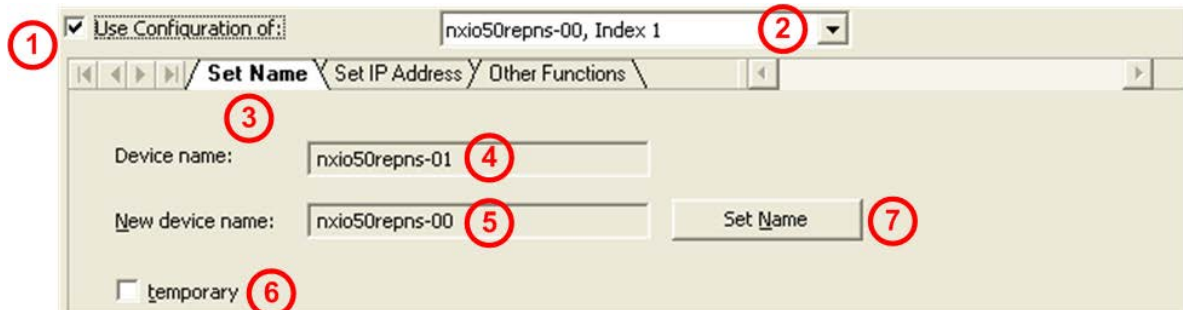 1 Use Configuration of: nxio50repns-00, Index 1 2
Set Name Set IP Address Other Functions
3
Device name: nxio50repns-01 4
New device name: nxio50repns-00 5 Set Name 7
temporary 6